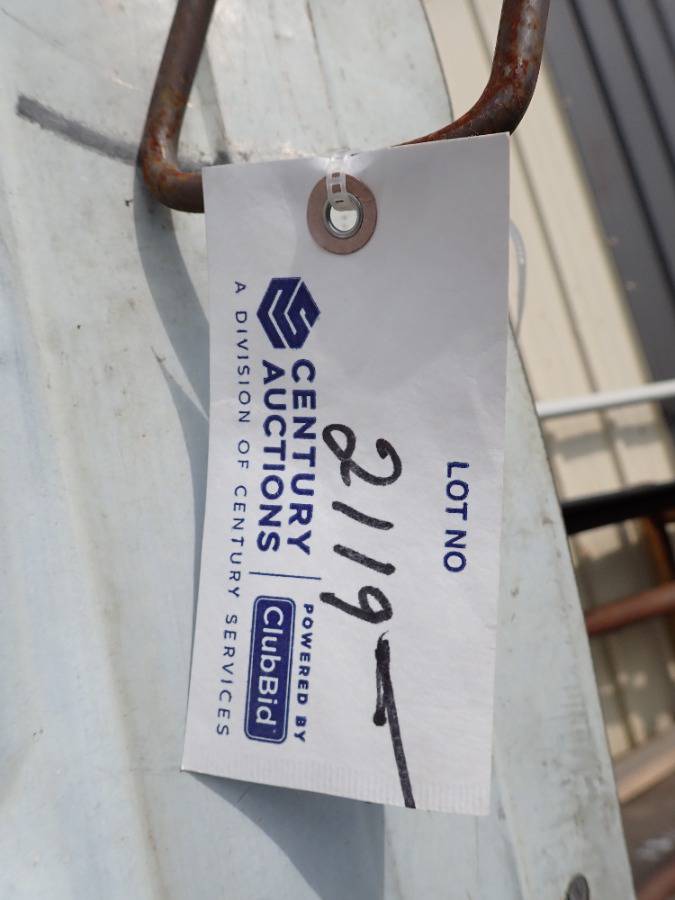 LOT NO
2119
CENTURY AUCTIONS
POWERED BY
ClubBid
A DIVISION OF CENTURY SERVICES